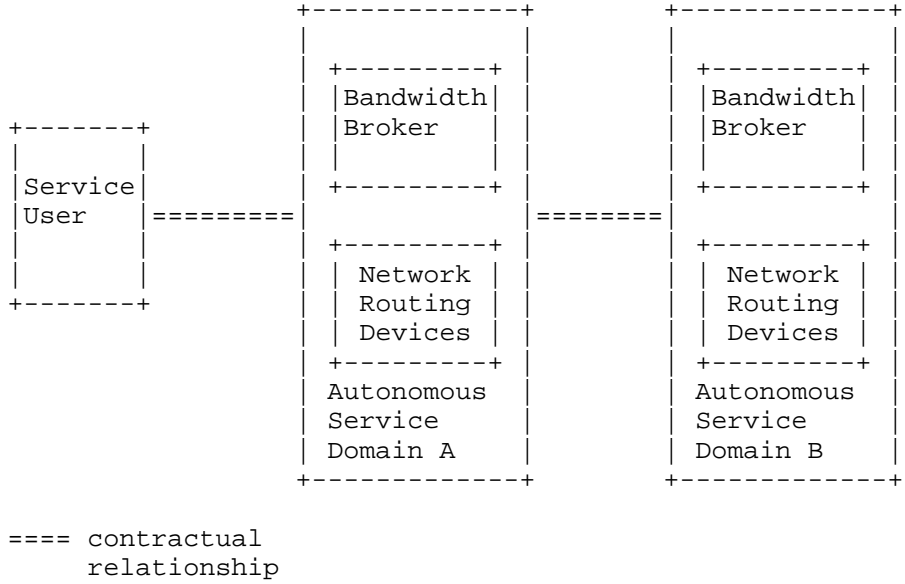 Bandwidth
Broker
Bandwidth
Broker
Service
User
Network
Routing
Devices
Network
Routing
Devices
Autonomous
Service
Domain A
Autonomous
Service
Domain B
==== contractual
relationship